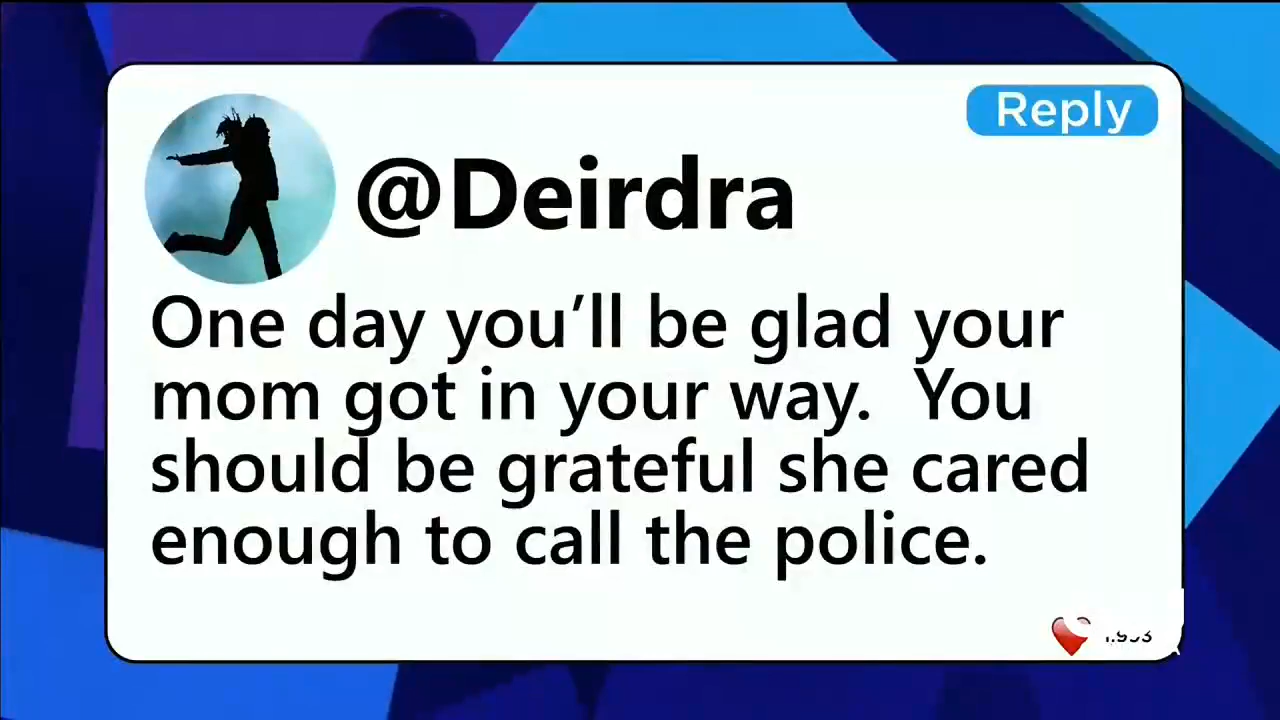 Reply
@Deirdra
One day you’ll be glad your
mom got in your way.  You
should be grateful she cared
enough to call the police.